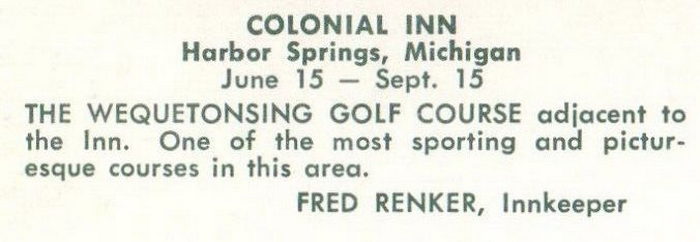 COLONIAL INN
Harbor Springs, Michigan
June 15 — Sept. 15
THE WEQUETONSING GOLF COURSE adjacent to
the Inn. One of the most sporting and pictur-
esque courses in this area.
FRED RENKER, Innkeeper